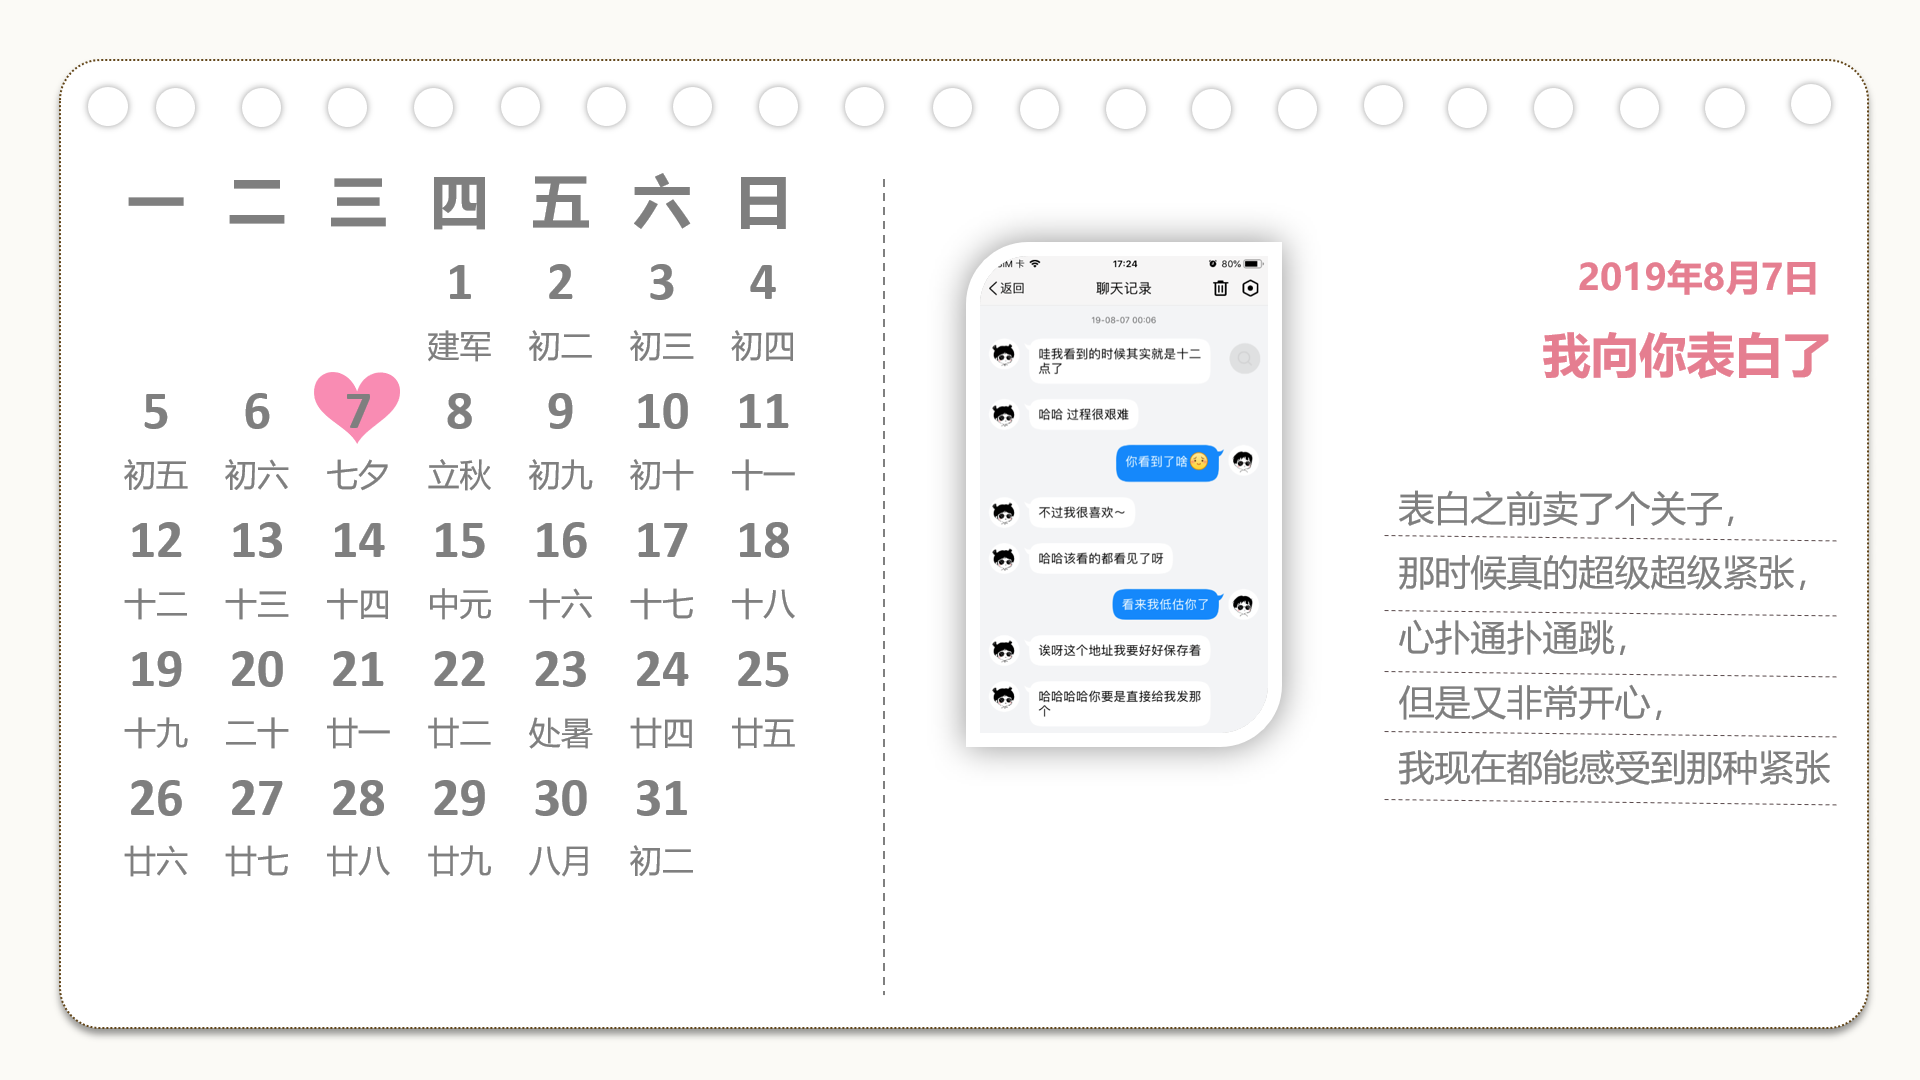 一 二 三 四 五 六 日
1 2 3 4
建军 初二 初三 初四
5 6 7 8 9 10 11
初五 初六 七夕 立秋 初九 初十 十一
12 13 14 15 16 17 18
十二 十三 十四 中元 十六 十七 十八
19 20 21 22 23 24 25
十九 二十 廿一 廿二 处暑 廿四 廿五
26 27 28 29 30 31
廿六 廿七 廿八 廿九 八月 初二
IM 卡 17:24 80%
返回 聊天记录
19-08-07 00:06
哇我看到的时候其实就是十二
点了
哈哈 过程很艰难
你看到了啥
不过我很喜欢～
哈哈该看的都看见了呀
看来我低估你了
诶呀这个地址我要好好保存着
哈哈哈哈你要是直接给我发那
个
2019年8月7日
我向你表白了
表白之前卖了个关子，
那时候真的超级超级紧张，
心扑通扑通跳，
但是又非常开心，
我现在都能感受到那种紧张